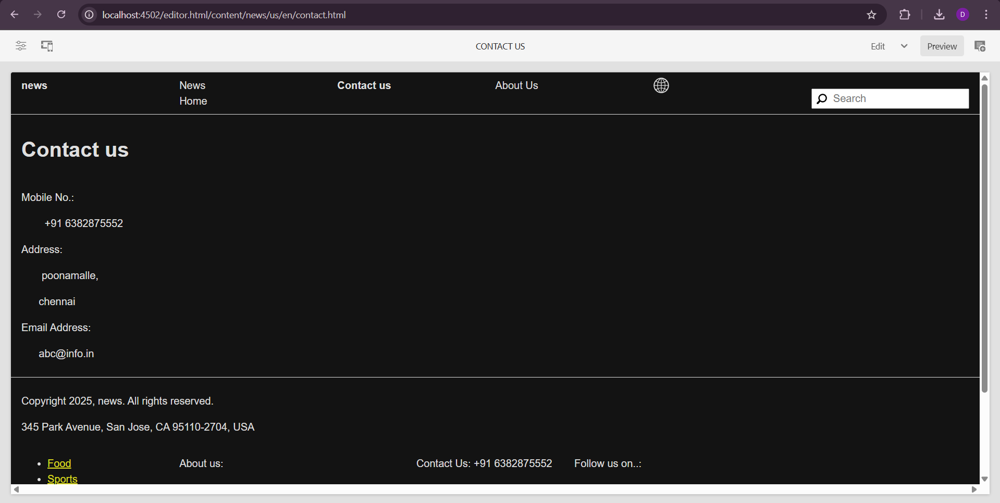 localhost:4502/editor.html/content/news/us/en/contact.html
D
CONTACT US
Edit
Preview
news
News
Home
Contact us
About Us
Search
Contact us
Mobile No.:
+91 6382875552
Address:
poonamalle,
chennai
Email Address:
abc@info.in
Copyright 2025, news. All rights reserved.
345 Park Avenue, San Jose, CA 95110-2704, USA
Food
Sports
About us:
Contact Us: +91 6382875552
Follow us on..: